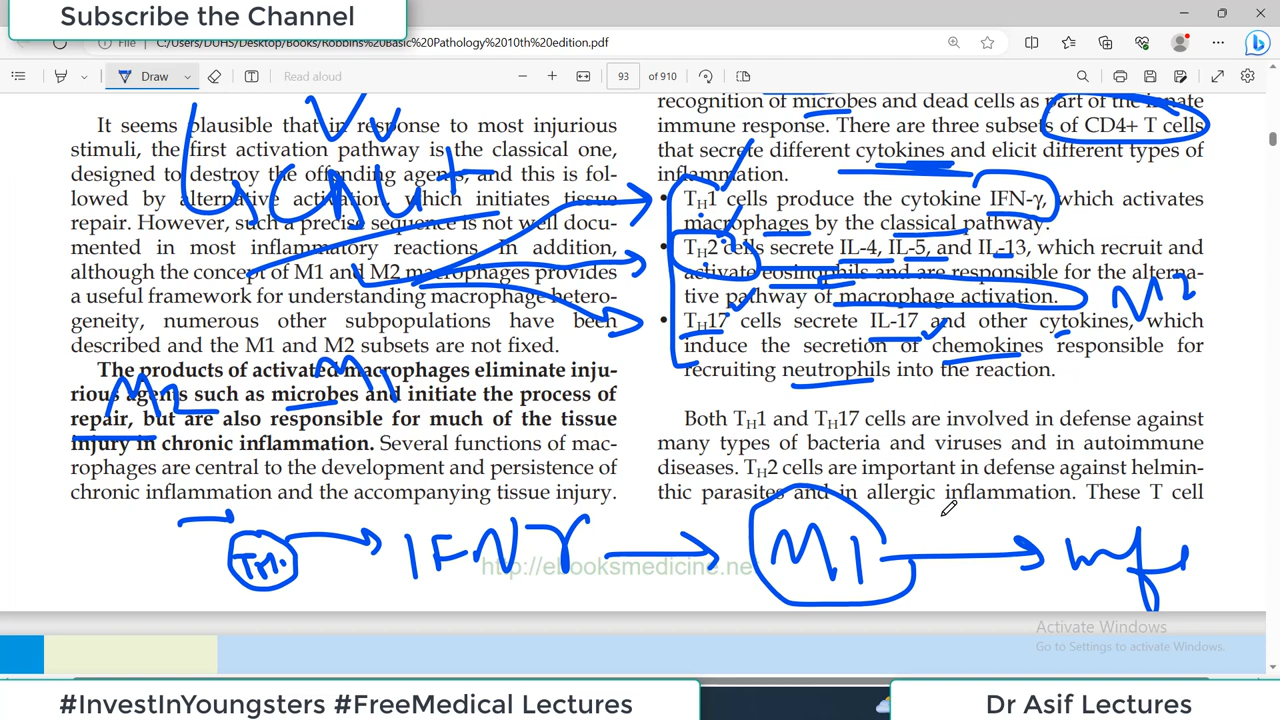 Subscribe the Channel
File
C:/Users/DUHS/Desktop/Books/Robbins%20Basic%20Pathology%2010th%20edition.pdf
Draw
Read aloud
93 of 910
It seems plausible that in response to most injurious
stimuli, the first activation pathway is the classical one,
designed to destroy the offending agents, and this is fol-
lowed by alternative activation, which initiates tissue
repair. However, such a precise sequence is not well docu-
mented in most inflammatory reactions. In addition,
although the concept of M1 and M2 macrophages provides
a useful framework for understanding macrophage hetero-
geneity, numerous other subpopulations have been
described and the M1 and M2 subsets are not fixed.
M1
The products of activated macrophages eliminate inju-
M2
rious agents such as microbes and initiate the process of
repair, but are also responsible for much of the tissue
injury in chronic inflammation. Several functions of mac-
rophages are central to the development and persistence of
chronic inflammation and the accompanying tissue injury.
recognition of microbes and dead cells as part of the innate
immune response. There are three subsets of CD4+ T cells
that secrete different cytokines and elicit different types of
inflammation.
• TH1 cells produce the cytokine IFN-γ, which activates
macrophages by the classical pathway.
• TH2 cells secrete IL-4, IL-5, and IL-13, which recruit and
activate eosinophils and are responsible for the alterna-
tive pathway of macrophage activation.
M2
• TH17 cells secrete IL-17 and other cytokines, which
induce the secretion of chemokines responsible for
recruiting neutrophils into the reaction.
Both TH1 and TH17 cells are involved in defense against
many types of bacteria and viruses and in autoimmune
diseases. TH2 cells are important in defense against helmin-
thic parasites and in allergic inflammation. These T cell
TH1 IFNγ M1
http://ebooksmedicine.net
Activate Windows
Go to Settings to activate Windows.
#InvestInYoungsters #FreeMedical Lectures
Dr Asif Lectures